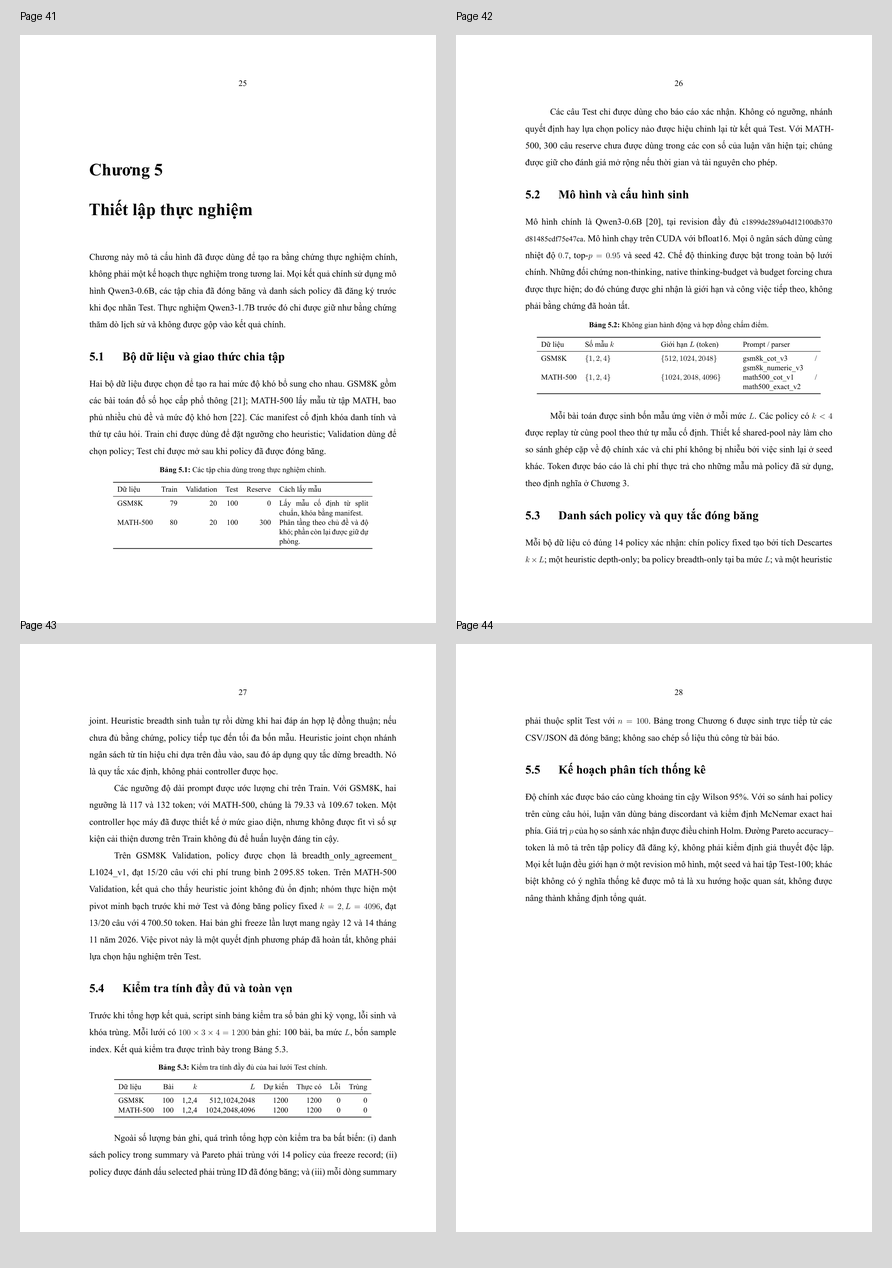 Page 41
25
Chương 5
Thiết lập thực nghiệm
Chương này mô tả cấu hình đã được dùng để tạo ra bằng chứng thực nghiệm chính,
không phải một kế hoạch thực nghiệm trong tương lai. Mọi kết quả chính sử dụng mô
hình Qwen3-0.6B, các tập chia đã đóng băng và danh sách policy đã đăng ký trước
khi đọc nhãn Test. Thực nghiệm Qwen3-1.7B trước đó chỉ được giữ như bằng chứng
thăm dò lịch sử và không được gộp vào kết quả chính.
5.1 Bộ dữ liệu và giao thức chia tập
Hai bộ dữ liệu được chọn để tạo ra hai mức độ khó bổ sung cho nhau. GSM8K gồm
các bài toán đố số học cấp phổ thông [21]; MATH-500 lấy mẫu từ tập MATH, bao
phủ nhiều chủ đề và mức độ khó hơn [22]. Các manifest cố định khóa danh tính và
thứ tự câu hỏi. Train chỉ được dùng để đặt ngưỡng cho heuristic; Validation dùng để
chọn policy; Test chỉ được mở sau khi policy đã được đóng băng.
Bảng 5.1: Các tập chia dùng trong thực nghiệm chính.
Dữ liệu Train Validation Test Reserve Cách lấy mẫu
GSM8K 79 20 100 0 Lấy mẫu cố định từ split
chuẩn, khóa bằng manifest.
MATH-500 80 20 100 300 Phân tầng theo chủ đề và độ
khó; phần còn lại được giữ dự
phòng.
Page 42
26
Các câu Test chỉ được dùng cho báo cáo xác nhận. Không có ngưỡng, nhánh
quyết định hay lựa chọn policy nào được hiệu chỉnh lại từ kết quả Test. Với MATH-
500, 300 câu reserve chưa được dùng trong các con số của luận văn hiện tại; chúng
được giữ cho đánh giá mở rộng nếu thời gian và tài nguyên cho phép.
5.2 Mô hình và cấu hình sinh
Mô hình chính là Qwen3-0.6B [20], tại revision đầy đủ c1899de289a04d12100db370
d81485cdf75e47ca. Mô hình chạy trên CUDA với bfloat16. Mọi ô ngân sách dùng cùng
nhiệt độ 0.7, top-p = 0.95 và seed 42. Chế độ thinking được bật trong toàn bộ lưới
chính. Những đối chứng non-thinking, native thinking-budget và budget forcing chưa
được thực hiện; do đó chúng được ghi nhận là giới hạn và công việc tiếp theo, không
phải bằng chứng đã hoàn tất.
Bảng 5.2: Không gian hành động và hợp đồng chấm điểm.
Dữ liệu Số mẫu k Giới hạn L (token) Prompt / parser
GSM8K {1, 2, 4} {512, 1024, 2048} gsm8k_cot_v3 /
gsm8k_numeric_v3
MATH-500 {1, 2, 4} {1024, 2048, 4096} math500_cot_v1 /
math500_exact_v2
Mỗi bài toán được sinh bốn mẫu ứng viên ở mỗi mức L. Các policy có k < 4
được replay từ cùng pool theo thứ tự mẫu cố định. Thiết kế shared-pool này làm cho
so sánh ghép cặp về độ chính xác và chi phí không bị nhiễu bởi việc sinh lại ở seed
khác. Token được báo cáo là chi phí thực trả cho những mẫu mà policy đã sử dụng,
theo định nghĩa ở Chương 3.
5.3 Danh sách policy và quy tắc đóng băng
Mỗi bộ dữ liệu có đúng 14 policy xác nhận: chín policy fixed tạo bởi tích Descartes
k × L; một heuristic depth-only; ba policy breadth-only tại ba mức L; và một heuristic
Page 43
27
joint. Heuristic breadth sinh tuần tự rồi dừng khi hai đáp án hợp lệ đồng thuận; nếu
chưa đủ bằng chứng, policy tiếp tục đến tối đa bốn mẫu. Heuristic joint chọn nhánh
ngân sách từ tín hiệu chỉ dựa trên đầu vào, sau đó áp dụng quy tắc dừng breadth. Nó
là quy tắc xác định, không phải controller được học.
Các ngưỡng độ dài prompt được ước lượng chỉ trên Train. Với GSM8K, hai
ngưỡng là 117 và 132 token; với MATH-500, chúng là 79.33 và 109.67 token. Một
controller học máy đã được thiết kế ở mức giao diện, nhưng không được fit vì số sự
kiện cải thiện dương trên Train không đủ để huấn luyện đáng tin cậy.
Trên GSM8K Validation, policy được chọn là breadth_only_agreement_
L1024_v1, đạt 15/20 câu với chi phí trung bình 2 095.85 token. Trên MATH-500
Validation, kết quả cho thấy heuristic joint không đủ ổn định; nhóm thực hiện một
pivot minh bạch trước khi mở Test và đóng băng policy fixed k = 2, L = 4096, đạt
13/20 câu với 4 700.50 token. Hai bản ghi freeze lần lượt mang ngày 12 và 14 tháng
11 năm 2026. Việc pivot này là một quyết định phương pháp đã hoàn tất, không phải
lựa chọn hậu nghiệm trên Test.
5.4 Kiểm tra tính đầy đủ và toàn vẹn
Trước khi tổng hợp kết quả, script sinh bảng kiểm tra số bản ghi kỳ vọng, lỗi sinh và
khóa trùng. Mỗi lưới có 100 × 3 × 4 = 1 200 bản ghi: 100 bài, ba mức L, bốn sample
index. Kết quả kiểm tra được trình bày trong Bảng 5.3.
Bảng 5.3: Kiểm tra tính đầy đủ của hai lưới Test chính.
Dữ liệu Bài k L Dự kiến Thực có Lỗi Trùng
GSM8K 100 1,2,4 512,1024,2048 1200 1200 0 0
MATH-500 100 1,2,4 1024,2048,4096 1200 1200 0 0
Ngoài số lượng bản ghi, quá trình tổng hợp còn kiểm tra ba bất biến: (i) danh
sách policy trong summary và Pareto phải trùng với 14 policy của freeze record; (ii)
policy được đánh dấu selected phải trùng ID đã đóng băng; và (iii) mỗi dòng summary
Page 44
28
phải thuộc split Test với n = 100. Bảng trong Chương 6 được sinh trực tiếp từ các
CSV/JSON đã đóng băng; không sao chép số liệu thủ công từ bài báo.
5.5 Kế hoạch phân tích thống kê
Độ chính xác được báo cáo cùng khoảng tin cậy Wilson 95%. Với so sánh hai policy
trên cùng câu hỏi, luận văn dùng bảng discordant và kiểm định McNemar exact hai
phía. Giá trị p của họ so sánh xác nhận được điều chỉnh Holm. Đường Pareto accuracy–
token là mô tả trên tập policy đã đăng ký, không phải kiểm định giả thuyết độc lập.
Mọi kết luận đều giới hạn ở một revision mô hình, một seed và hai tập Test-100; khác
biệt không có ý nghĩa thống kê được mô tả là xu hướng hoặc quan sát, không được
nâng thành khẳng định tổng quát.